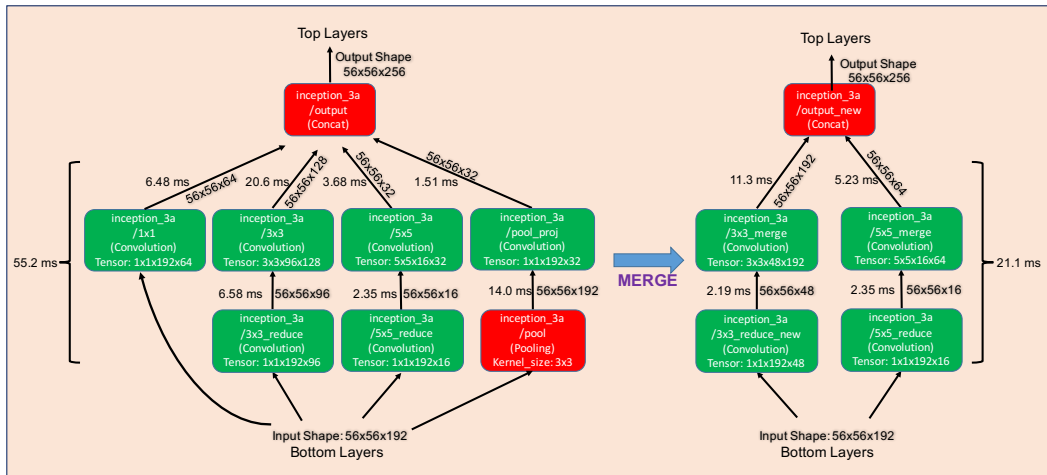 Top Layers
Output Shape
56x56x256
inception_3a
/output
(Concat)
6.48 ms
56x56x64
20.6 ms
56x56x128
3.68 ms
56x56x32
1.51 ms
56x56x32
55.2 ms
inception_3a
/1x1
(Convolution)
Tensor: 1x1x192x64
inception_3a
/3x3
(Convolution)
Tensor: 3x3x96x128
inception_3a
/5x5
(Convolution)
Tensor: 5x5x16x32
inception_3a
/pool_proj
(Convolution)
Tensor: 1x1x192x32
6.58 ms
56x56x96
2.35 ms
56x56x16
14.0 ms
56x56x192
inception_3a
/3x3_reduce
(Convolution)
Tensor: 1x1x192x96
inception_3a
/5x5_reduce
(Convolution)
Tensor: 1x1x192x16
inception_3a
/pool
(Pooling)
Kernel_size: 3x3
Input Shape: 56x56x192
Bottom Layers
MERGE
Top Layers
Output Shape
56x56x256
inception_3a
/output_new
(Concat)
11.3 ms
56x56x192
5.23 ms
56x56x64
inception_3a
/3x3_merge
(Convolution)
Tensor: 3x3x48x192
inception_3a
/5x5_merge
(Convolution)
Tensor: 5x5x16x64
21.1 ms
2.19 ms
56x56x48
2.35 ms
56x56x16
inception_3a
/3x3_reduce_new
(Convolution)
Tensor: 1x1x192x48
inception_3a
/5x5_reduce
(Convolution)
Tensor: 1x1x192x16
Input Shape: 56x56x192
Bottom Layers